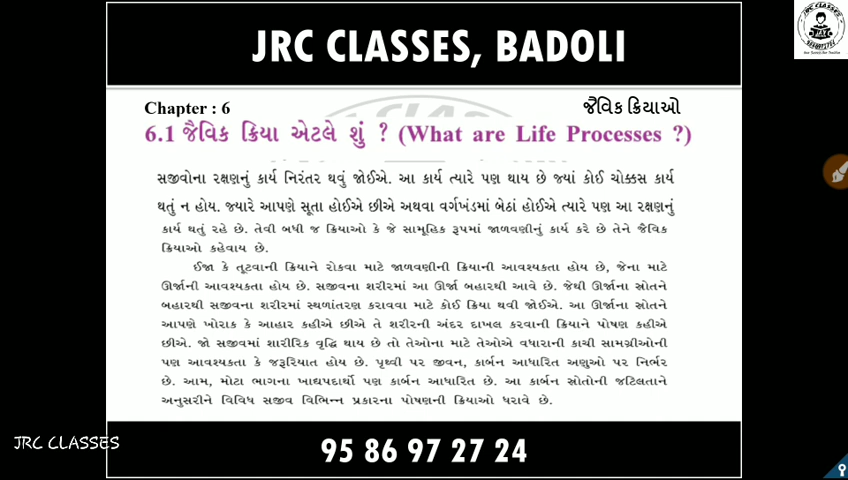 JRC CLASSES, BADOLI
JRC CLASSES
Chapter : 6
જૈવિક ક્રિયાઓ
6.1 જૈવિક ક્રિયા એટલે શું ? (What are Life Processes ?)
સજીવોના રક્ષણનું કાર્ય નિરંતર થવું જોઈએ. આ કાર્ય ત્યારે પણ થાય છે જ્યાં કોઈ ચોક્કસ કાર્ય
થતું ન હોય. જ્યારે આપણે સૂતા હોઈએ છીએ અથવા વર્ગખંડમાં બેઠાં હોઈએ ત્યારે પણ આ રક્ષણનું
કાર્ય થતું રહે છે. તેવી બધી જ ક્રિયાઓ કે જે સામૂહિક રૂપમાં જાળવણીનું કાર્ય કરે છે તેને જૈવિક
ક્રિયાઓ કહેવાય છે.
ઈજા કે તૂટવાની ક્રિયાને રોકવા માટે જાળવણીની ક્રિયાની આવશ્યકતા હોય છે, જેના માટે
ઊર્જાની આવશ્યકતા હોય છે. સજીવના શરીરમાં આ ઊર્જા બહારથી આવે છે. જેથી ઊર્જાના સ્રોતને
બહારથી સજીવના શરીરમાં સ્થળાંતરણ કરાવવા માટે કોઈ ક્રિયા થવી જોઈએ. આ ઊર્જાના સ્રોતને
આપણે ખોરાક કે આહાર કહીએ છીએ તે શરીરની અંદર દાખલ કરવાની ક્રિયાને પોષણ કહીએ
છીએ. જો સજીવમાં શારીરિક વૃદ્ધિ થાય છે તો તેઓના માટે તેઓએ વધારાની કાચી સામગ્રીઓની
પણ આવશ્યકતા કે જરૂરિયાત હોય છે. પૃથ્વી પર જીવન, કાર્બન આધારિત અણુઓ પર નિર્ભર
છે. આમ, મોટા ભાગના ખાદ્યપદાર્થો પણ કાર્બન આધારિત છે. આ કાર્બન સ્રોતોની જટિલતાને
અનુસરીને વિવિધ સજીવ વિભિન્ન પ્રકારના પોષણની ક્રિયાઓ ધરાવે છે.
JRC CLASSES
95 86 97 27 24